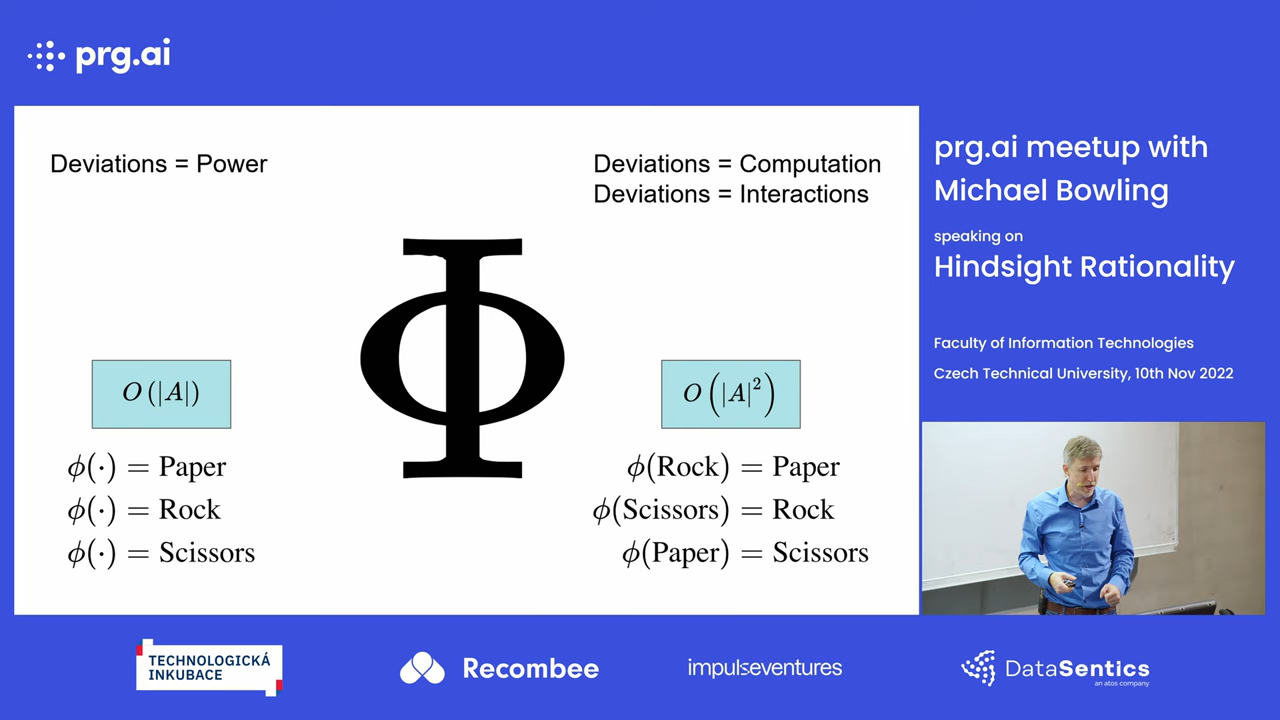 prg.ai
Deviations = Power
Deviations = Computation
Deviations = Interactions
Φ
O (|A|)
O (|A|²)
ϕ(·) = Paper
ϕ(·) = Rock
ϕ(·) = Scissors
ϕ(Rock) = Paper
ϕ(Scissors) = Rock
ϕ(Paper) = Scissors
prg.ai meetup with
Michael Bowling
speaking on
Hindsight Rationality
Faculty of Information Technologies
Czech Technical University, 10th Nov 2022
TECHNOLOGICKÁ
INKUBACE
Recombee
impulseventures
DataSentics
an atos company